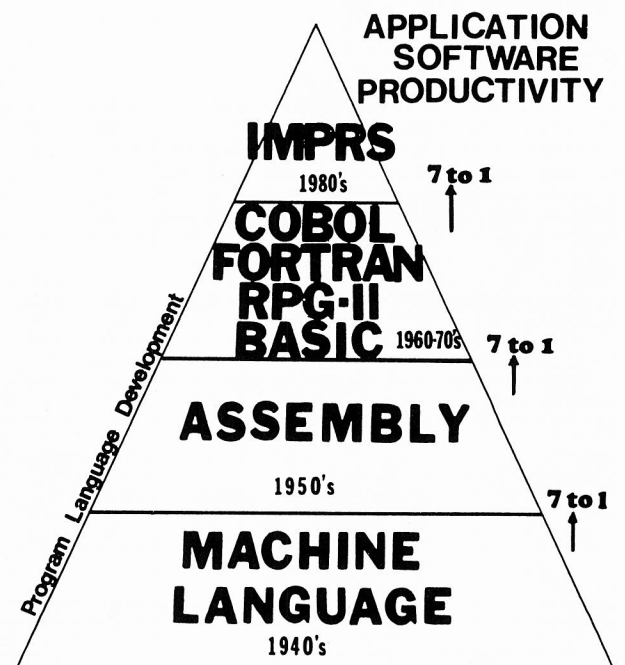 APPLICATION
SOFTWARE
PRODUCTIVITY
IMPRS
1980's
7 to 1
COBOL
FORTRAN
RPG-II
BASIC 1960-70's
7 to 1
ASSEMBLY
1950's
7 to 1
MACHINE
LANGUAGE
1940's
Program Language Development